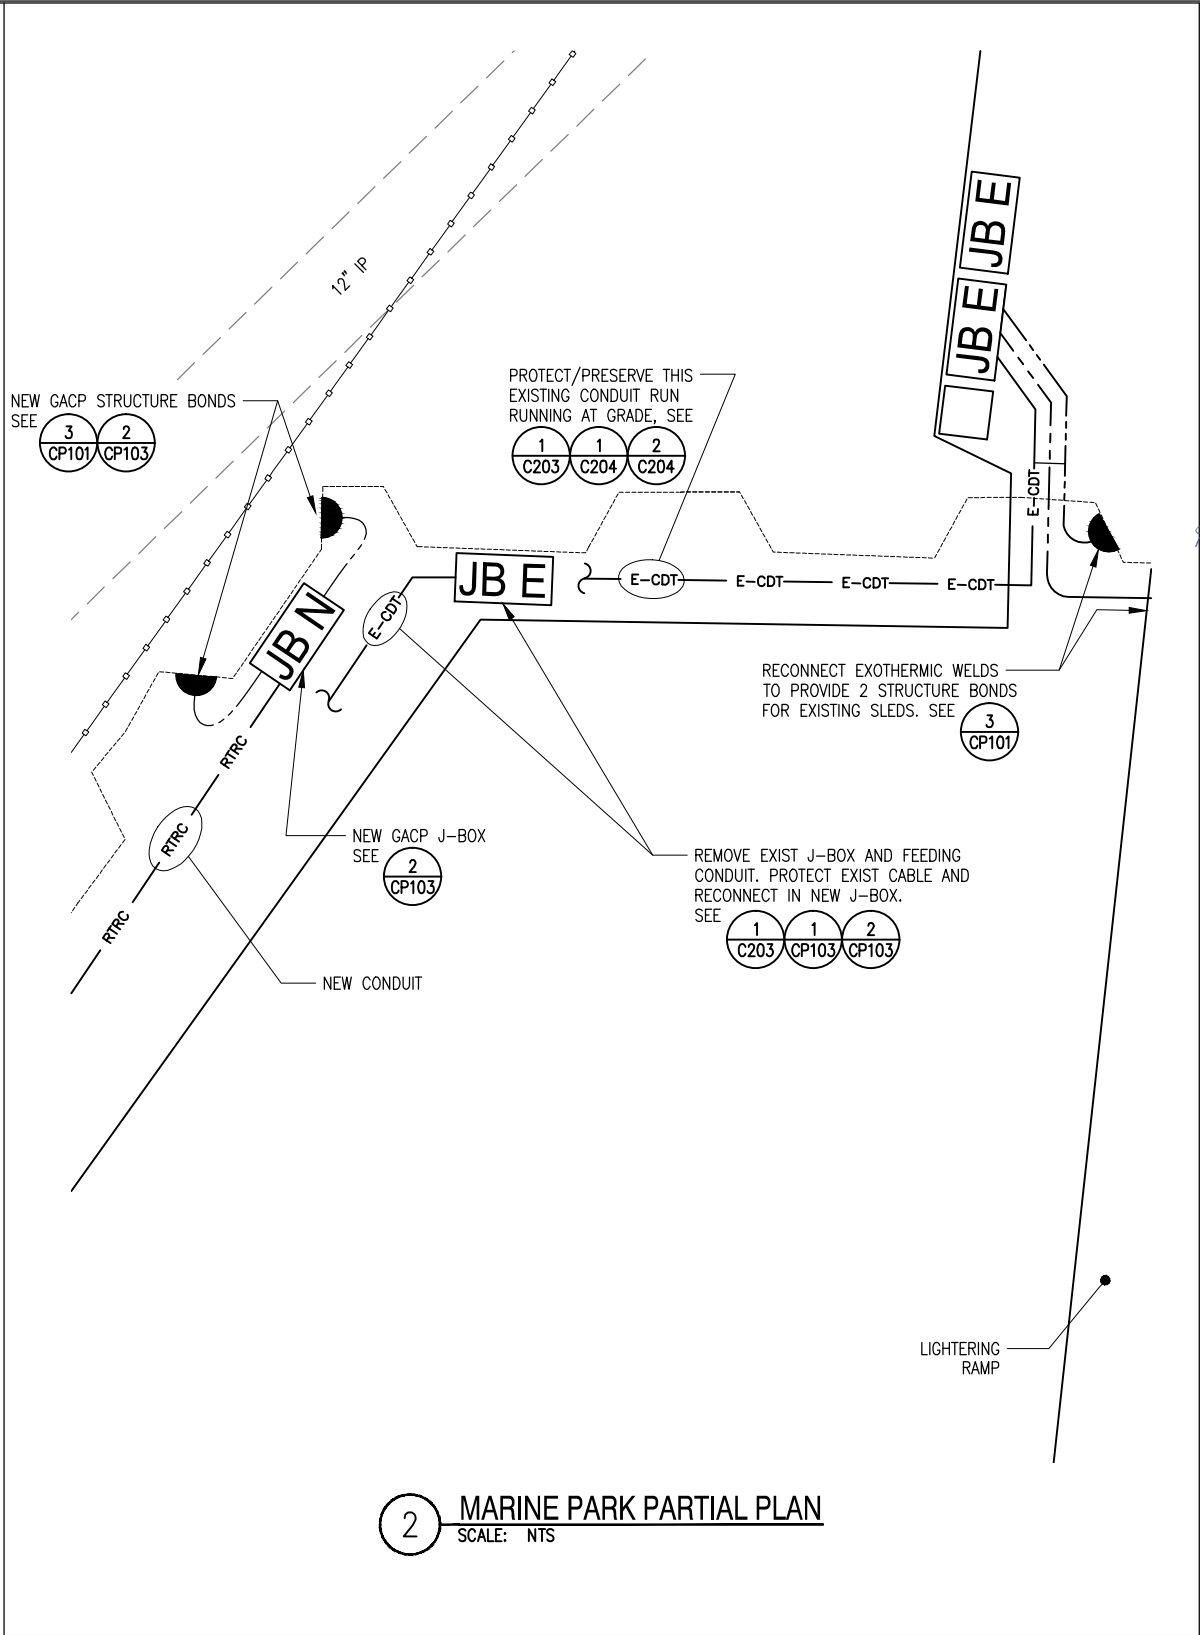 12" IP
JB E
JB E
PROTECT/PRESERVE THIS
EXISTING CONDUIT RUN
RUNNING AT GRADE, SEE
1
C203
1
C204
2
C204
NEW GACP STRUCTURE BONDS
SEE
3
CP101
2
CP103
E-CDT
JB E
E-CDT
E-CDT
E-CDT
E-CDT
JB N
E-CDT
RECONNECT EXOTHERMIC WELDS
TO PROVIDE 2 STRUCTURE BONDS
FOR EXISTING SLEDS. SEE
3
CP101
RTRC
RTRC
RTRC
NEW GACP J-BOX
SEE
2
CP103
REMOVE EXIST J-BOX AND FEEDING
CONDUIT. PROTECT EXIST CABLE AND
RECONNECT IN NEW J-BOX.
SEE
1
C203
1
CP103
2
CP103
NEW CONDUIT
LIGHTERING
RAMP
2
MARINE PARK PARTIAL PLAN
SCALE: NTS